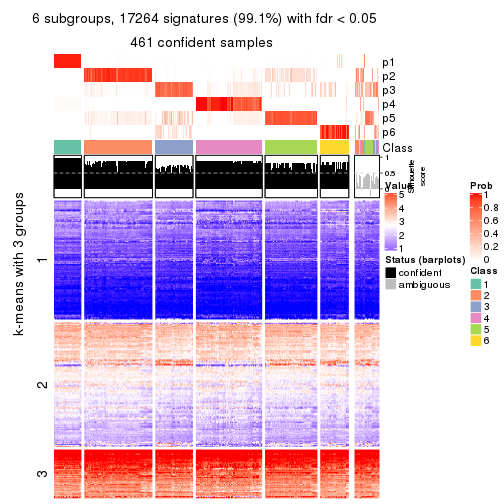 6 subgroups, 17264 signatures (99.1%) with fdr < 0.05
461 confident samples
p1
p2
p3
p4
p5
p6
Class
1
0.5
0
Silhouette
score
k-means with 3 groups
1
2
3
Value
5
4
3
2
1
Status (barplots)
confident
ambiguous
Prob
1
0.8
0.6
0.4
0.2
0
Class
1
2
3
4
5
6